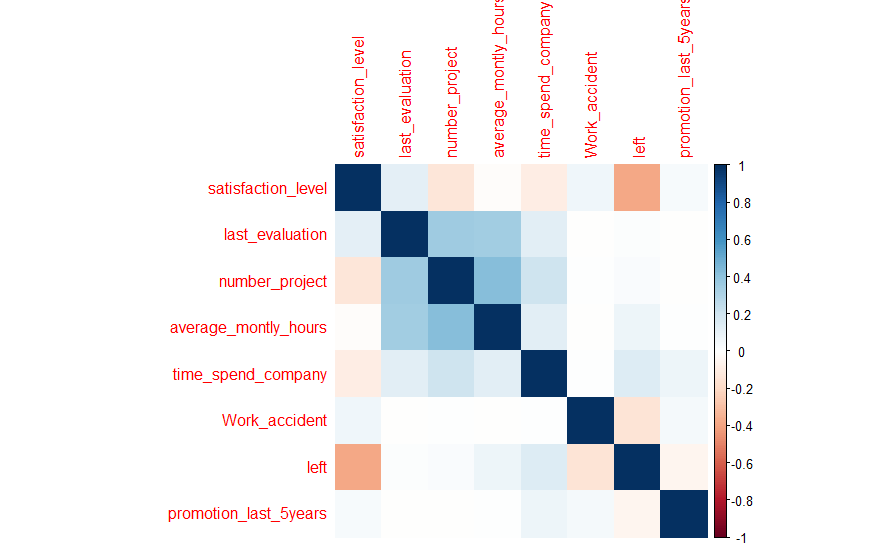 satisfaction_level
last_evaluation
number_project
average_montly_hours
time_spend_company
Work_accident
left
promotion_last_5years
satisfaction_level
last_evaluation
number_project
average_montly_hours
time_spend_company
Work_accident
left
promotion_last_5years
1
0.8
0.6
0.4
0.2
0
-0.2
-0.4
-0.6
-0.8
-1